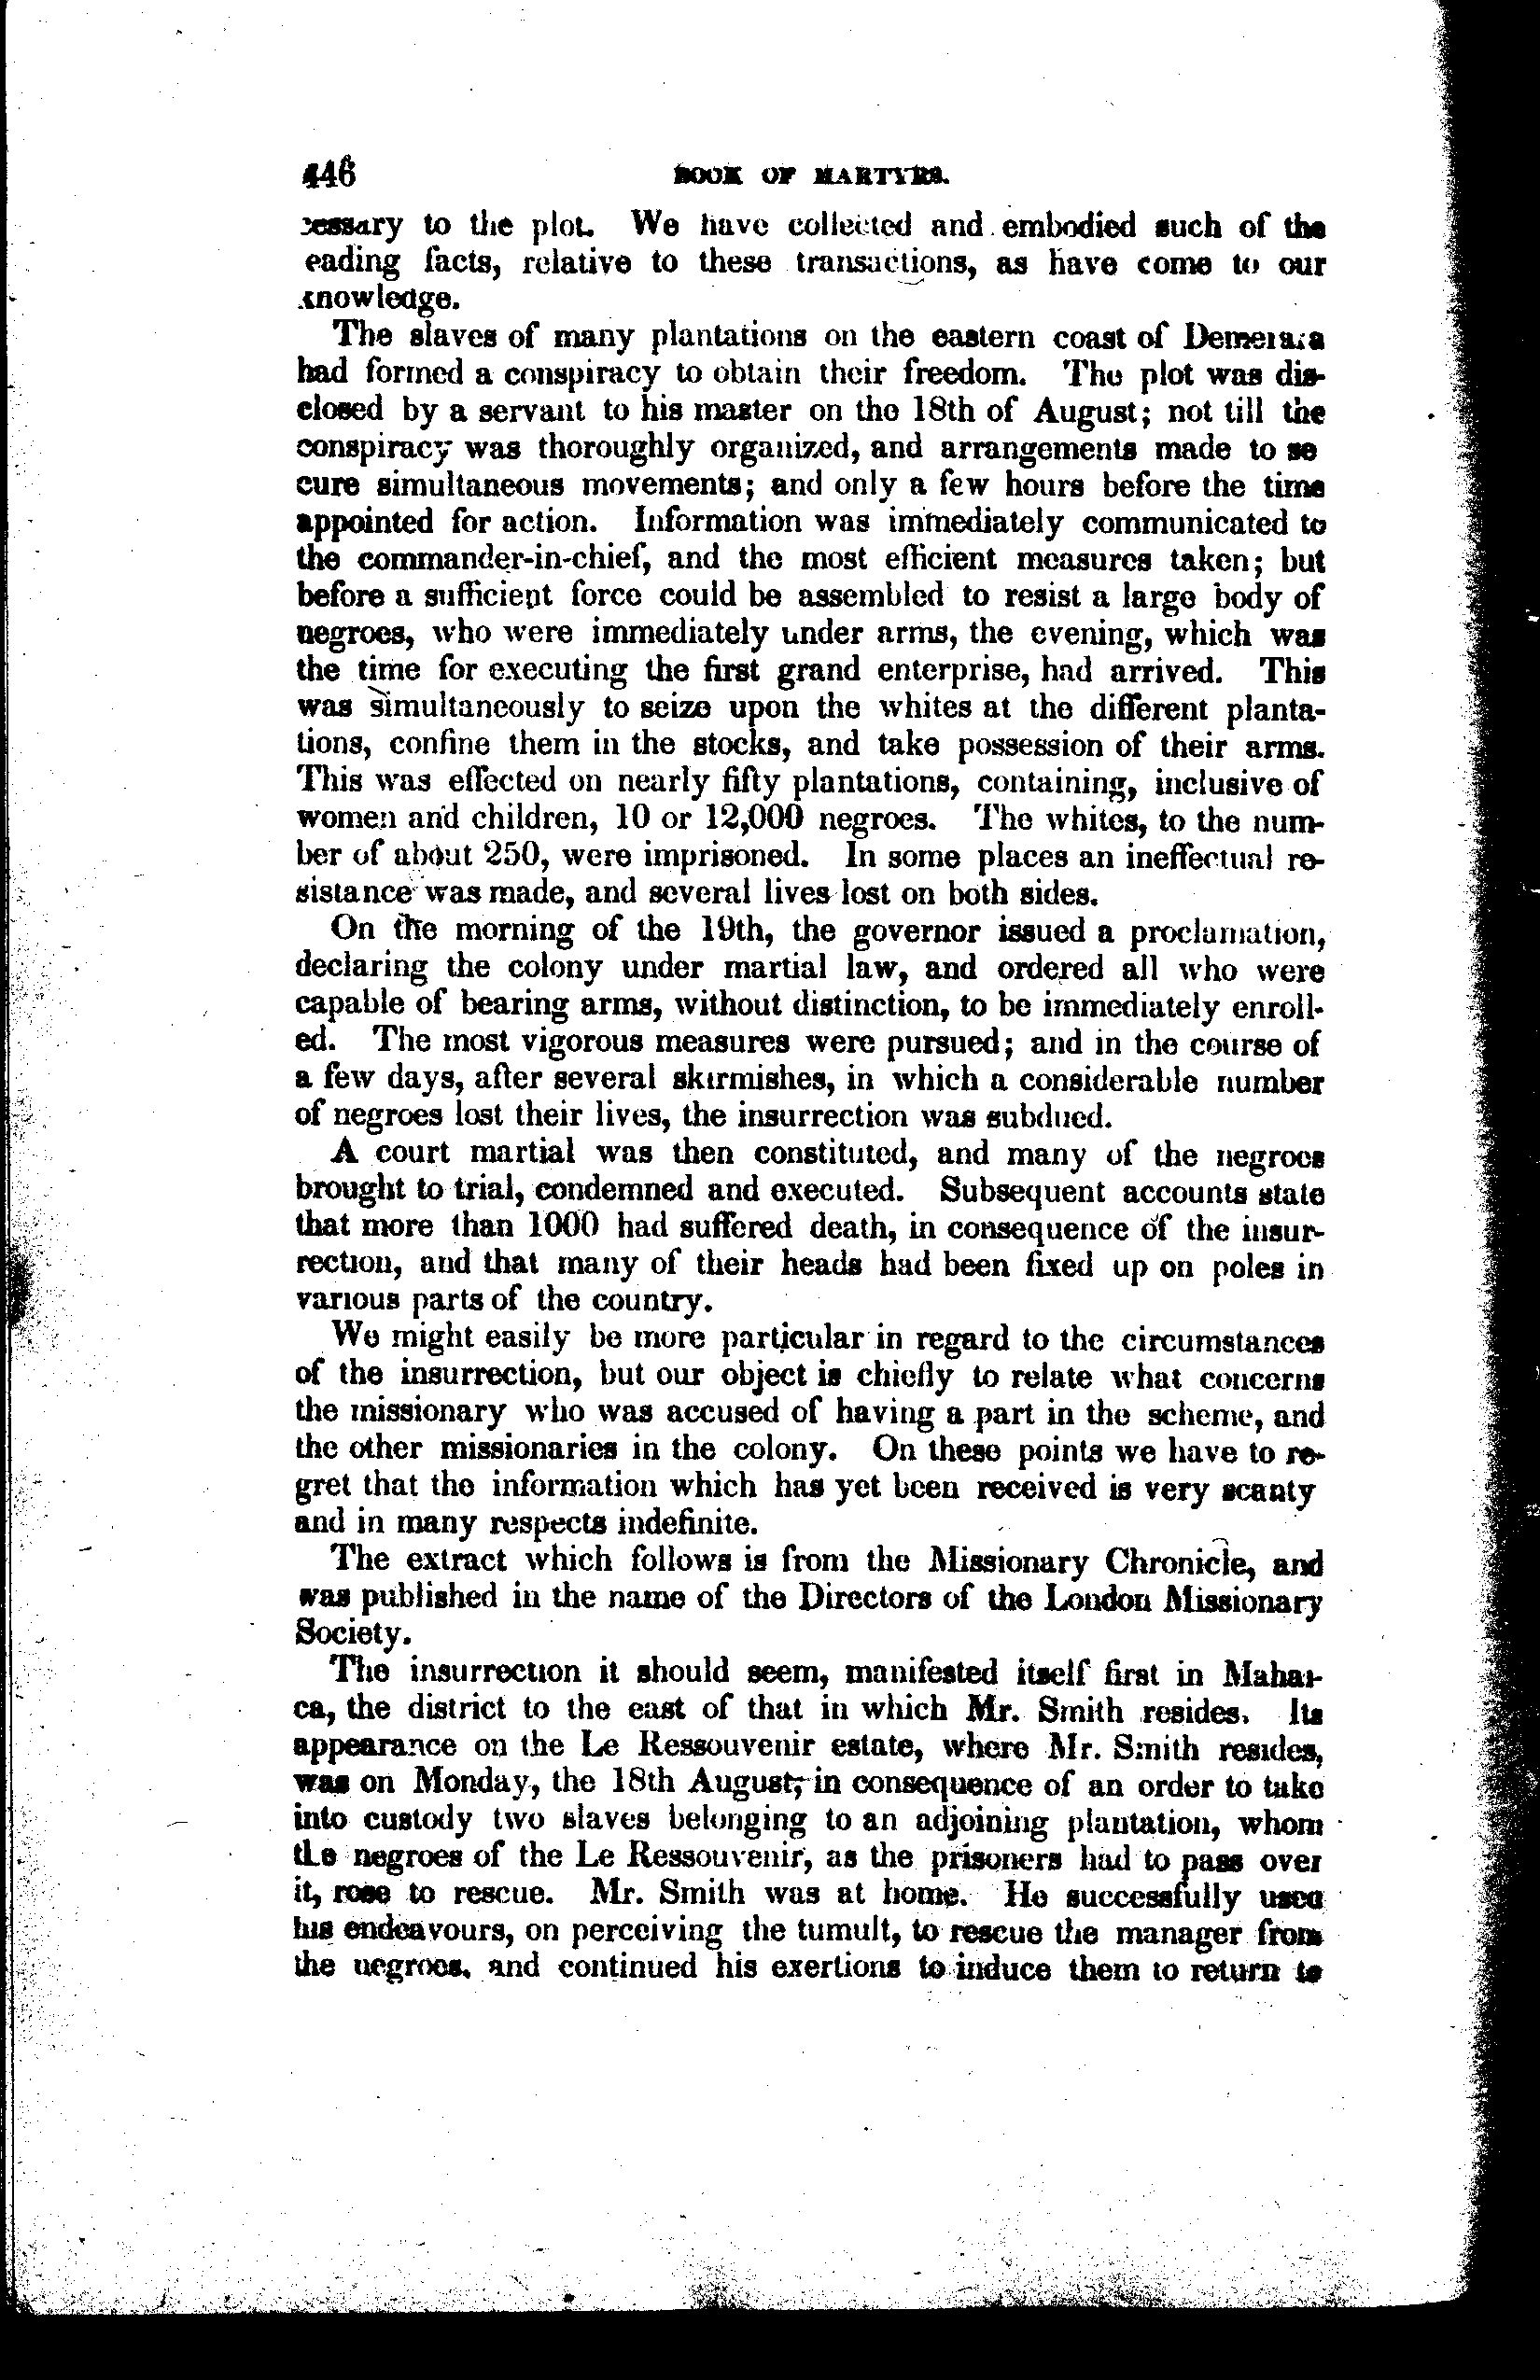 446 BOOK OF MARTYRS.
cessary to the plot. We have collected and embodied such of the
eading facts, relative to these transactions, as have come to our
knowledge.
The slaves of many plantations on the eastern coast of Demerara
had formed a conspiracy to obtain their freedom. The plot was dis-
closed by a servant to his master on the 18th of August; not till the
conspiracy was thoroughly organized, and arrangements made to se
cure simultaneous movements; and only a few hours before the time
appointed for action. Information was immediately communicated to
the commander-in-chief, and the most efficient measures taken; but
before a sufficient force could be assembled to resist a large body of
negroes, who were immediately under arms, the evening, which was
the time for executing the first grand enterprise, had arrived. This
was simultaneously to seize upon the whites at the different planta-
tions, confine them in the stocks, and take possession of their arms.
This was effected on nearly fifty plantations, containing, inclusive of
women and children, 10 or 12,000 negroes. The whites, to the num-
ber of about 250, were imprisoned. In some places an ineffectual re-
sistance was made, and several lives lost on both sides.
On the morning of the 19th, the governor issued a proclamation,
declaring the colony under martial law, and ordered all who were
capable of bearing arms, without distinction, to be immediately enroll-
ed. The most vigorous measures were pursued; and in the course of
a few days, after several skirmishes, in which a considerable number
of negroes lost their lives, the insurrection was subdued.
A court martial was then constituted, and many of the negroes
brought to trial, condemned and executed. Subsequent accounts state
that more than 1000 had suffered death, in consequence of the insur-
rection, and that many of their heads had been fixed up on poles in
various parts of the country.
We might easily be more particular in regard to the circumstances
of the insurrection, but our object is chiefly to relate what concerns
the missionary who was accused of having a part in the scheme, and
the other missionaries in the colony. On these points we have to re-
gret that the information which has yet been received is very scanty
and in many respects indefinite.
The extract which follows is from the Missionary Chronicle, and
was published in the name of the Directors of the London Missionary
Society.
The insurrection it should seem, manifested itself first in Mahai-
ca, the district to the east of that in which Mr. Smith resides. Its
appearance on the Le Ressouvenir estate, where Mr. Smith resides,
was on Monday, the 18th August, in consequence of an order to take
into custody two slaves belonging to an adjoining plantation, whom
the negroes of the Le Ressouvenir, as the prisoners had to pass over
it, rose to rescue. Mr. Smith was at home. He successfully used
his endeavours, on perceiving the tumult, to rescue the manager from
the negroes, and continued his exertions to induce them to return to